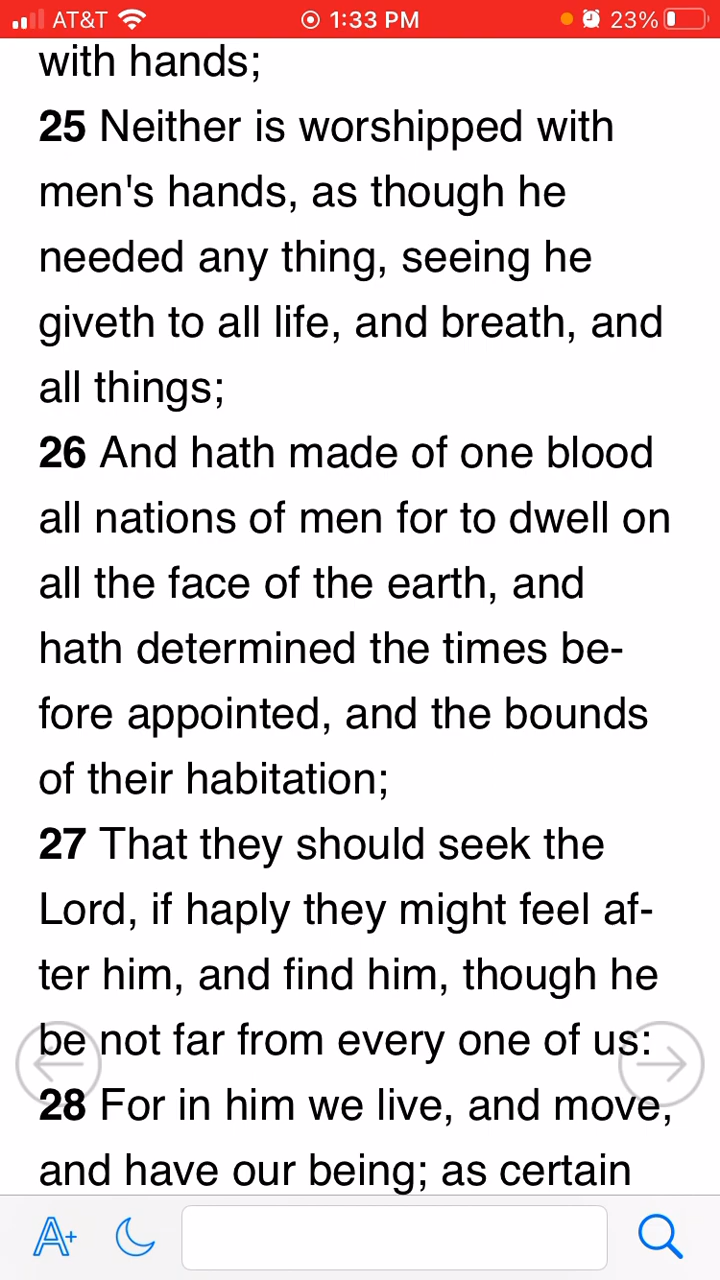 AT&T 1:33 PM 23%
with hands;
25 Neither is worshipped with
men's hands, as though he
needed any thing, seeing he
giveth to all life, and breath, and
all things;
26 And hath made of one blood
all nations of men for to dwell on
all the face of the earth, and
hath determined the times be-
fore appointed, and the bounds
of their habitation;
27 That they should seek the
Lord, if haply they might feel af-
ter him, and find him, though he
be not far from every one of us:
28 For in him we live, and move,
and have our being; as certain
A+